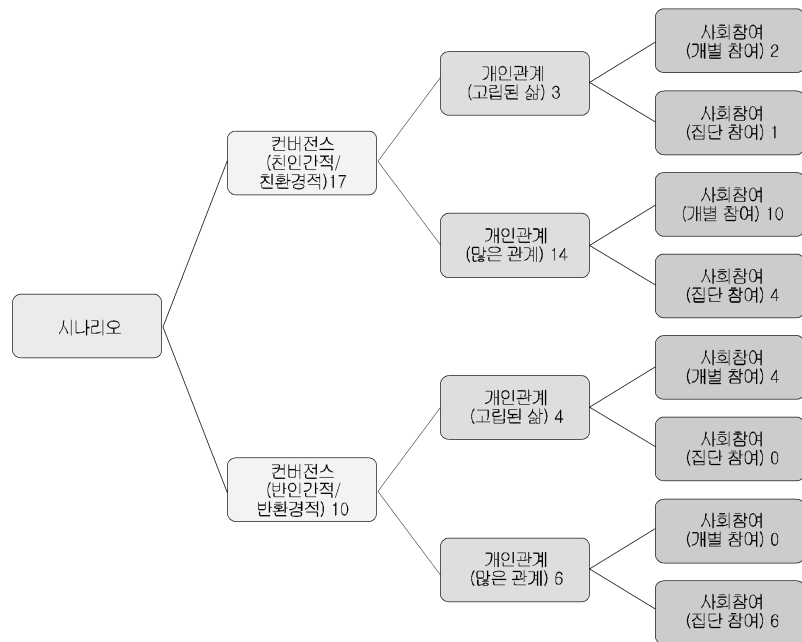 시나리오
컨버전스
(친인간적/
친환경적)17
개인관계
(고립된 삶) 3
사회참여
(개별 참여) 2
사회참여
(집단 참여) 1
개인관계
(많은 관계) 14
사회참여
(개별 참여) 10
사회참여
(집단 참여) 4
컨버전스
(반인간적/
반환경적) 10
개인관계
(고립된 삶) 4
사회참여
(개별 참여) 4
사회참여
(집단 참여) 0
개인관계
(많은 관계) 6
사회참여
(개별 참여) 0
사회참여
(집단 참여) 6